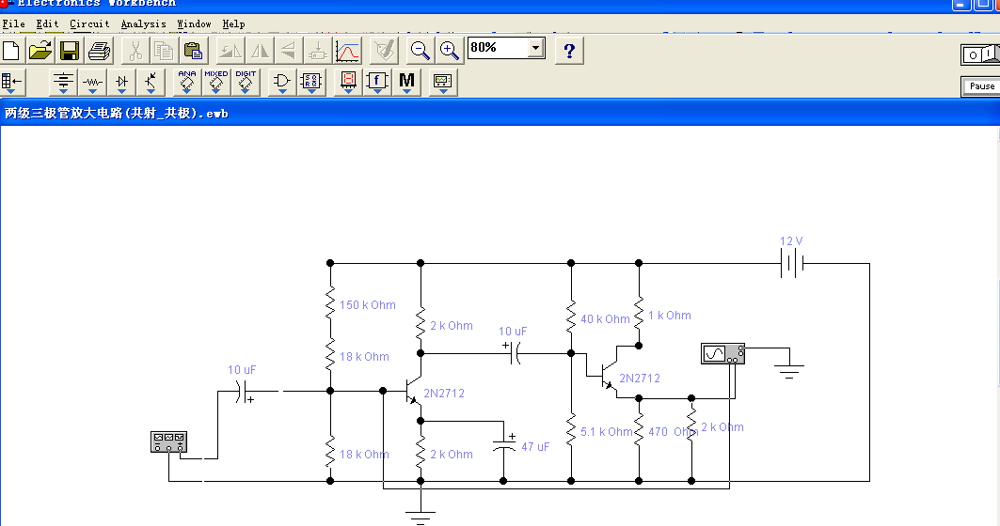 Electronics Workbench
File Edit Circuit Analysis Window Help
80%
?
ANA MIXED DIGIT
f M
Pause
两级三极管放大电路(共射_共极).ewb
12 V
150 k Ohm
2 k Ohm
40 k Ohm
1 k Ohm
10 uF
18 k Ohm
10 uF
2N2712
2N2712
18 k Ohm
2 k Ohm
47 uF
5.1 k Ohm
470 Ohm
2 k Ohm